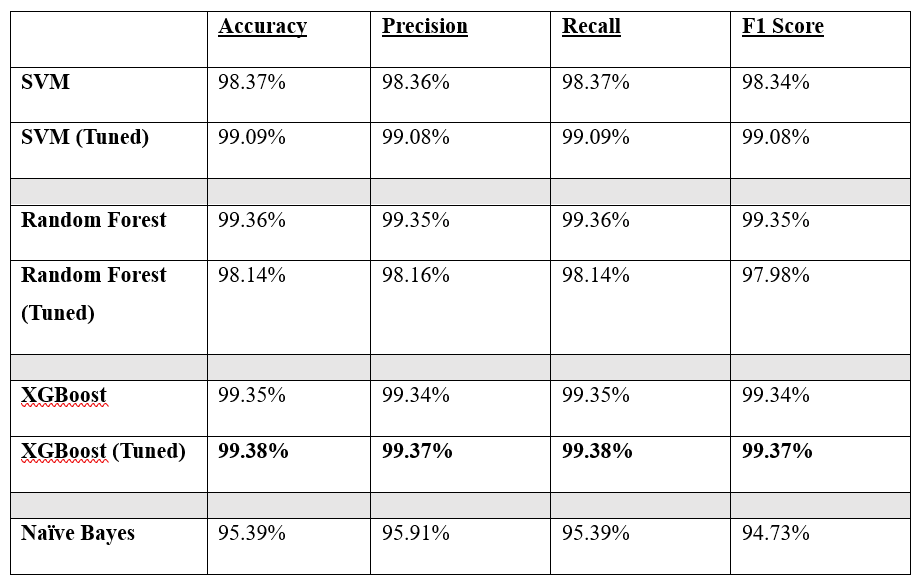 Accuracy Precision Recall F1 Score
SVM 98.37% 98.36% 98.37% 98.34%
SVM (Tuned) 99.09% 99.08% 99.09% 99.08%
Random Forest 99.36% 99.35% 99.36% 99.35%
Random Forest 98.14% 98.16% 98.14% 97.98%
(Tuned)
XGBoost 99.35% 99.34% 99.35% 99.34%
XGBoost (Tuned) 99.38% 99.37% 99.38% 99.37%
Naïve Bayes 95.39% 95.91% 95.39% 94.73%